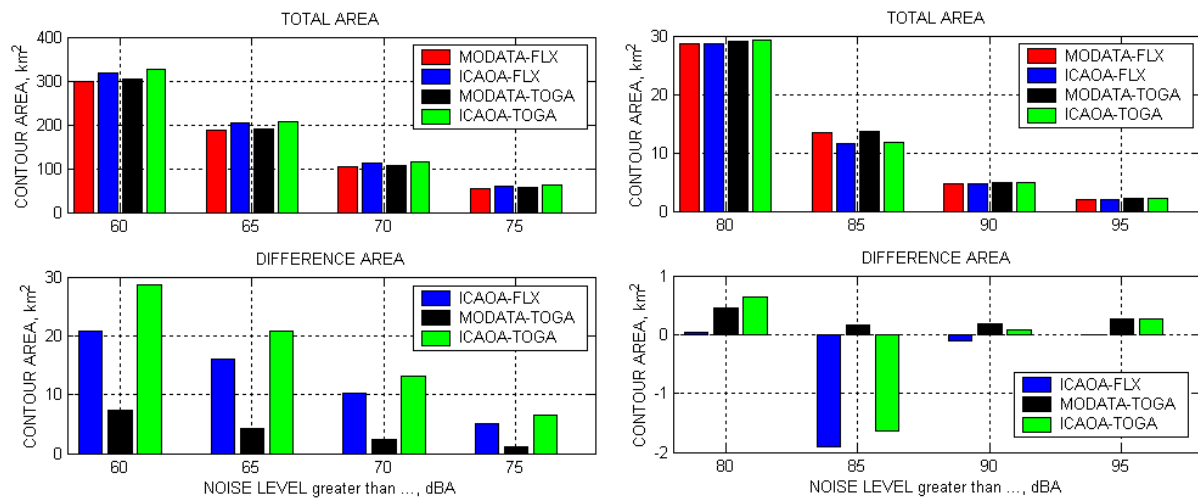 TOTAL AREA
CONTOUR AREA, km2
400
300
200
100
0
60
65
70
75
MODATA-FLX
ICAOA-FLX
MODATA-TOGA
ICAOA-TOGA
TOTAL AREA
CONTOUR AREA, km2
30
20
10
0
80
85
90
95
MODATA-FLX
ICAOA-FLX
MODATA-TOGA
ICAOA-TOGA
DIFFERENCE AREA
CONTOUR AREA, km2
30
20
10
0
60
65
70
75
ICAOA-FLX
MODATA-TOGA
ICAOA-TOGA
NOISE LEVEL greater than ..., dBA
DIFFERENCE AREA
CONTOUR AREA, km2
1
0
-1
-2
80
85
90
95
ICAOA-FLX
MODATA-TOGA
ICAOA-TOGA
NOISE LEVEL greater than ..., dBA